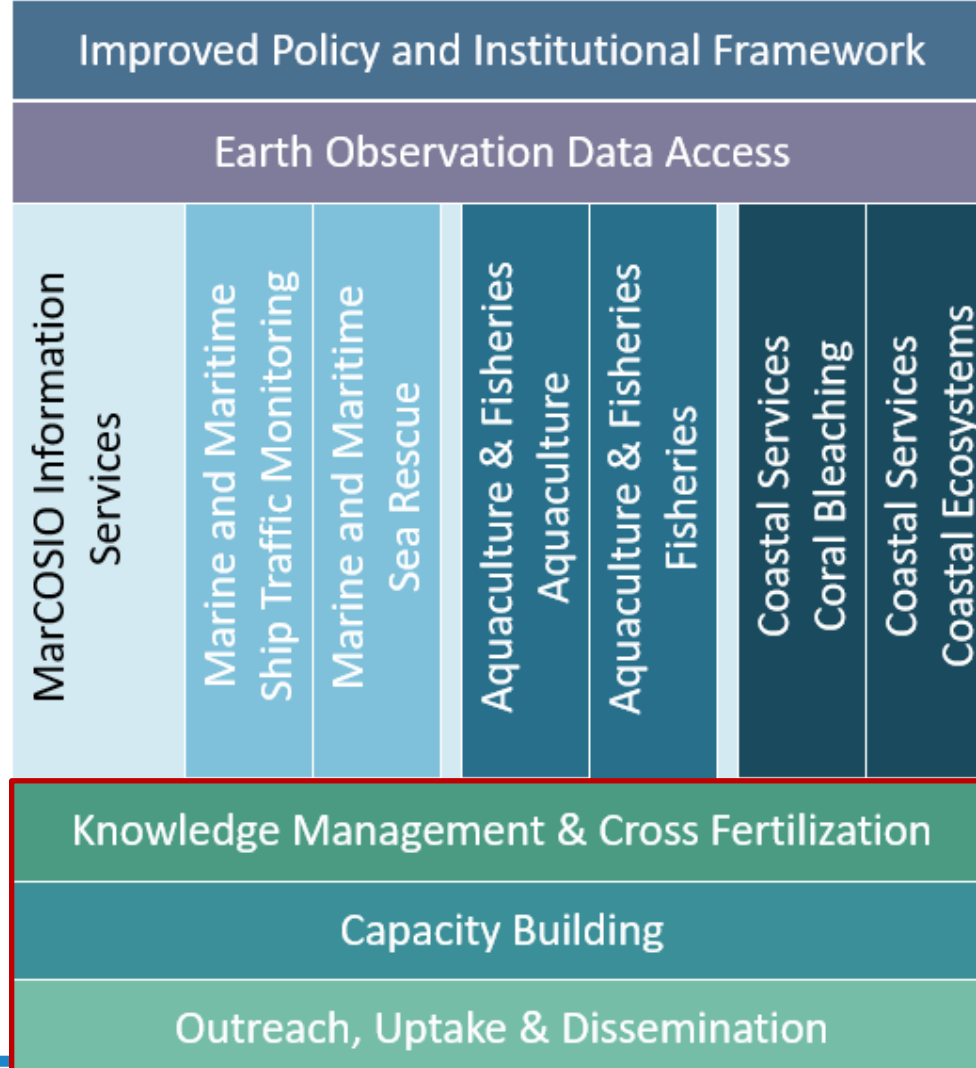 Improved Policy and Institutional Framework
Earth Observation Data Access
MarCOSIO Information
Services
Marine and Maritime
Ship Traffic Monitoring
Marine and Maritime
Sea Rescue
Aquaculture & Fisheries
Aquaculture
Aquaculture & Fisheries
Fisheries
Coastal Services
Coral Bleaching
Coastal Services
Coastal Ecosystems
Knowledge Management & Cross Fertilization
Capacity Building
Outreach, Uptake & Dissemination